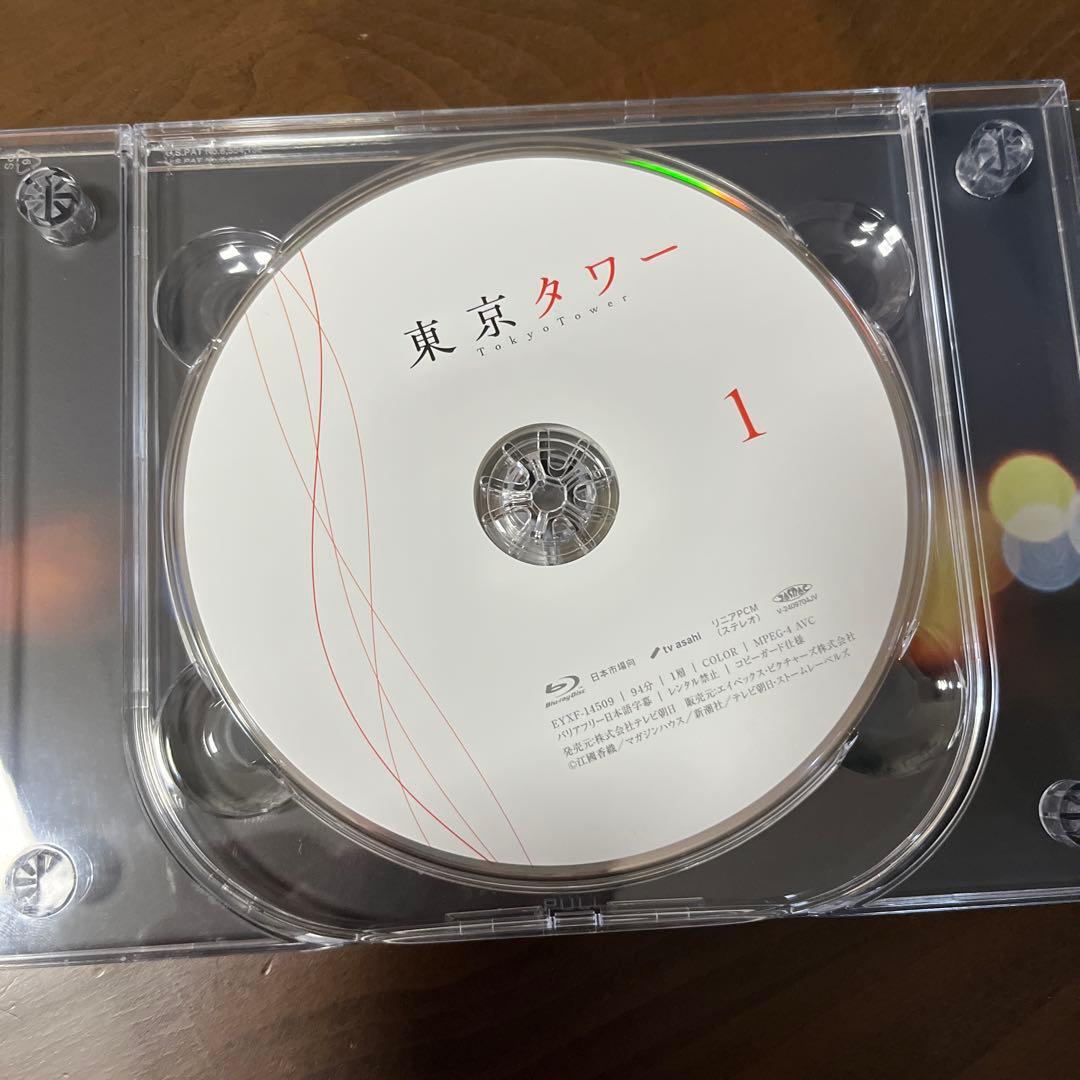 東京タワー
TokyoTower
1
JASRAC
V-2409704JV
リニアPCM
(ステレオ)
tv asahi
日本市場向
Blu-ray Disc
EYXF-14509 | 94分 | 1層 | COLOR | MPEG-4 AVC
バリアフリー日本語字幕 | レンタル禁止 | コピーガード仕様
発売元:株式会社テレビ朝日 販売元:エイベックス・ピクチャーズ株式会社
©江國香織/マガジンハウス/新潮社/テレビ朝日・ストームレーベルズ
PULL